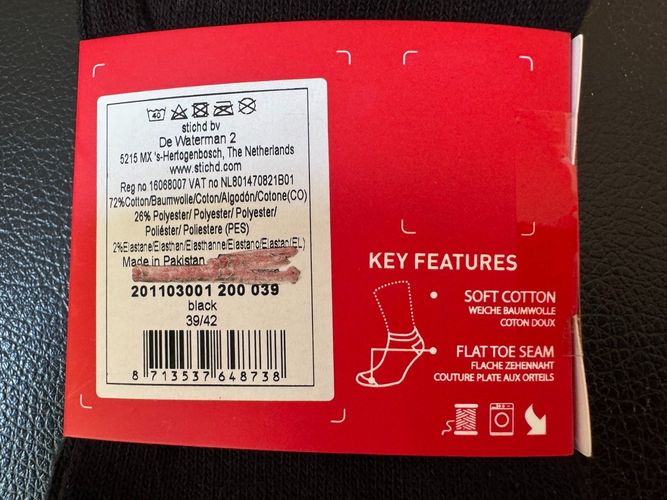 40
stichd bv
De Waterman 2
5215 MX 's-Hertogenbosch, The Netherlands
www.stichd.com
Reg no 16068007 VAT no NL801470821B01
72%Cotton/Baumwolle/Coton/Algodón/Cotone(CO)
26% Polyester/ Polyester/ Polyester/
Poliéster/ Poliestere (PES)
2%Elastane/Elasthan/Elasthanne/Elastano/Elastan(EL)
Made in Pakistan
201103001 200 039
black
39/42
8 713537 648738
KEY FEATURES
SOFT COTTON
WEICHE BAUMWOLLE
COTON DOUX
FLAT TOE SEAM
FLACHE ZEHENNAHT
COUTURE PLATE AUX ORTEILS